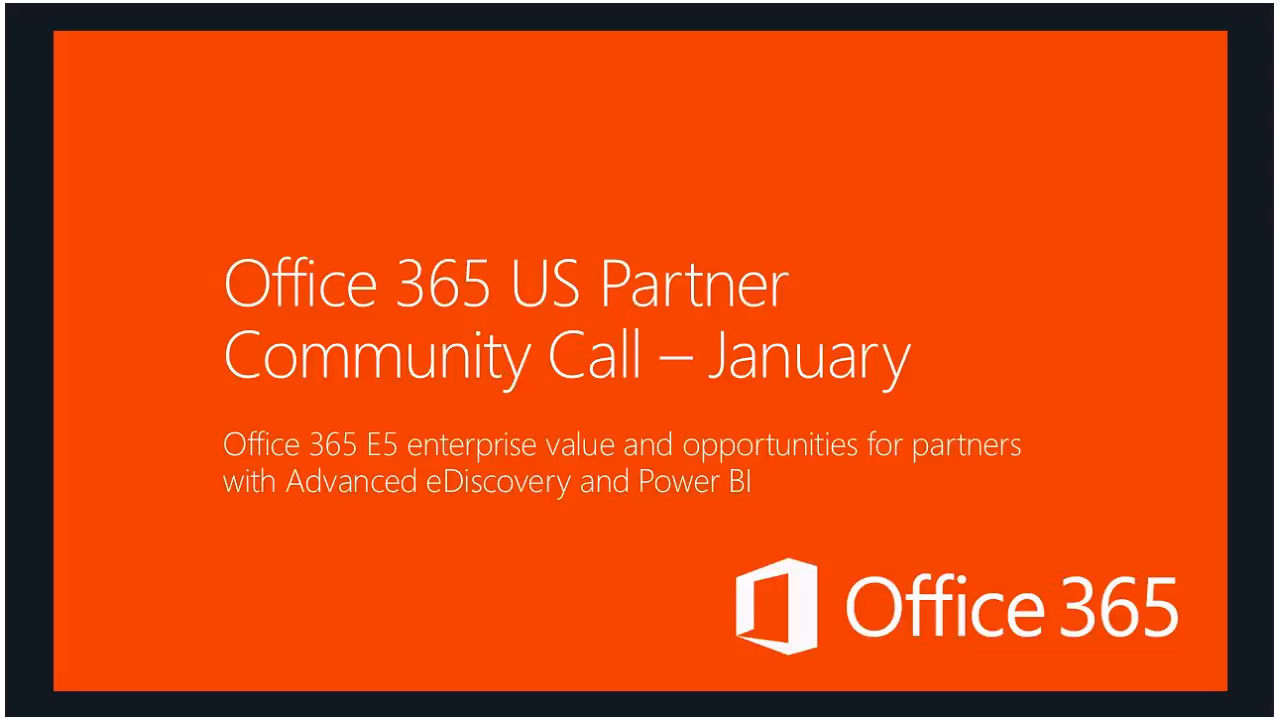 Office 365 US Partner
Community Call – January
Office 365 E5 enterprise value and opportunities for partners
with Advanced eDiscovery and Power BI
Office 365